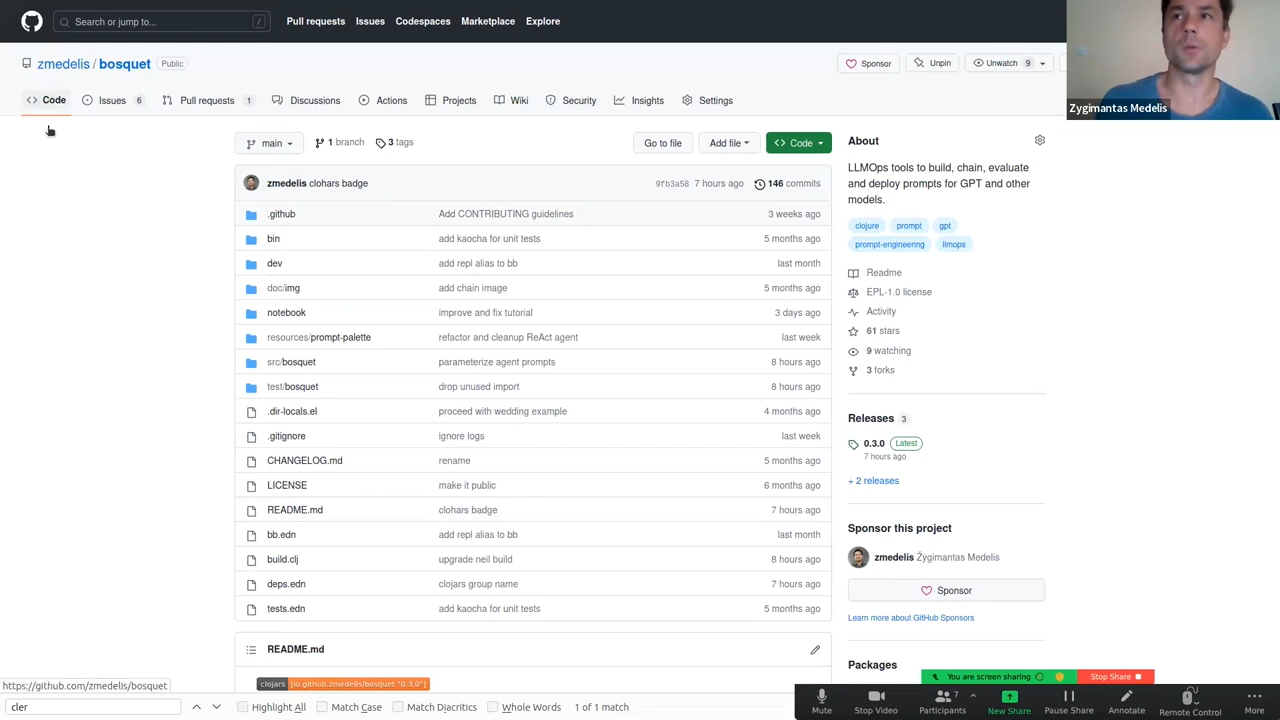 Search or jump to...
/
Pull requests
Issues
Codespaces
Marketplace
Explore
zmedelis / bosquet
Public
Sponsor
Unpin
Unwatch
9
Zygimantas Medelis
Code
Issues 6
Pull requests 1
Discussions
Actions
Projects
Wiki
Security
Insights
Settings
main
1 branch
3 tags
Go to file
Add file
Code
zmedelis clohars badge
9fb3a58 7 hours ago
146 commits
.github Add CONTRIBUTING guidelines 3 weeks ago
bin add kaocha for unit tests 5 months ago
dev add repl alias to bb last month
doc/img add chain image 5 months ago
notebook improve and fix tutorial 3 days ago
resources/prompt-palette refactor and cleanup ReAct agent last week
src/bosquet parameterize agent prompts 8 hours ago
test/bosquet drop unused import 8 hours ago
.dir-locals.el proceed with wedding example 4 months ago
.gitignore ignore logs last week
CHANGELOG.md rename 5 months ago
LICENSE make it public 6 months ago
README.md clohars badge 7 hours ago
bb.edn add repl alias to bb last month
build.clj upgrade neil build 8 hours ago
deps.edn clojars group name 7 hours ago
tests.edn add kaocha for unit tests 5 months ago
README.md
clojars [io.github.zmedelis/bosquet "0.3.0"]
About
LLMOps tools to build, chain, evaluate
and deploy prompts for GPT and other
models.
clojure prompt gpt
prompt-engineering llmops
Readme
EPL-1.0 license
Activity
61 stars
9 watching
3 forks
Releases 3
0.3.0 Latest
7 hours ago
+ 2 releases
Sponsor this project
zmedelis Žygimantas Medelis
Sponsor
Learn more about GitHub Sponsors
Packages
You are screen sharing
Stop Share
https://github.com/zmedelis/bosquet
cler
Highlight All
Match Case
Match Diacritics
Whole Words
1 of 1 match
Mute
Stop Video
Participants
7
New Share
Pause Share
Annotate
Remote Control
More